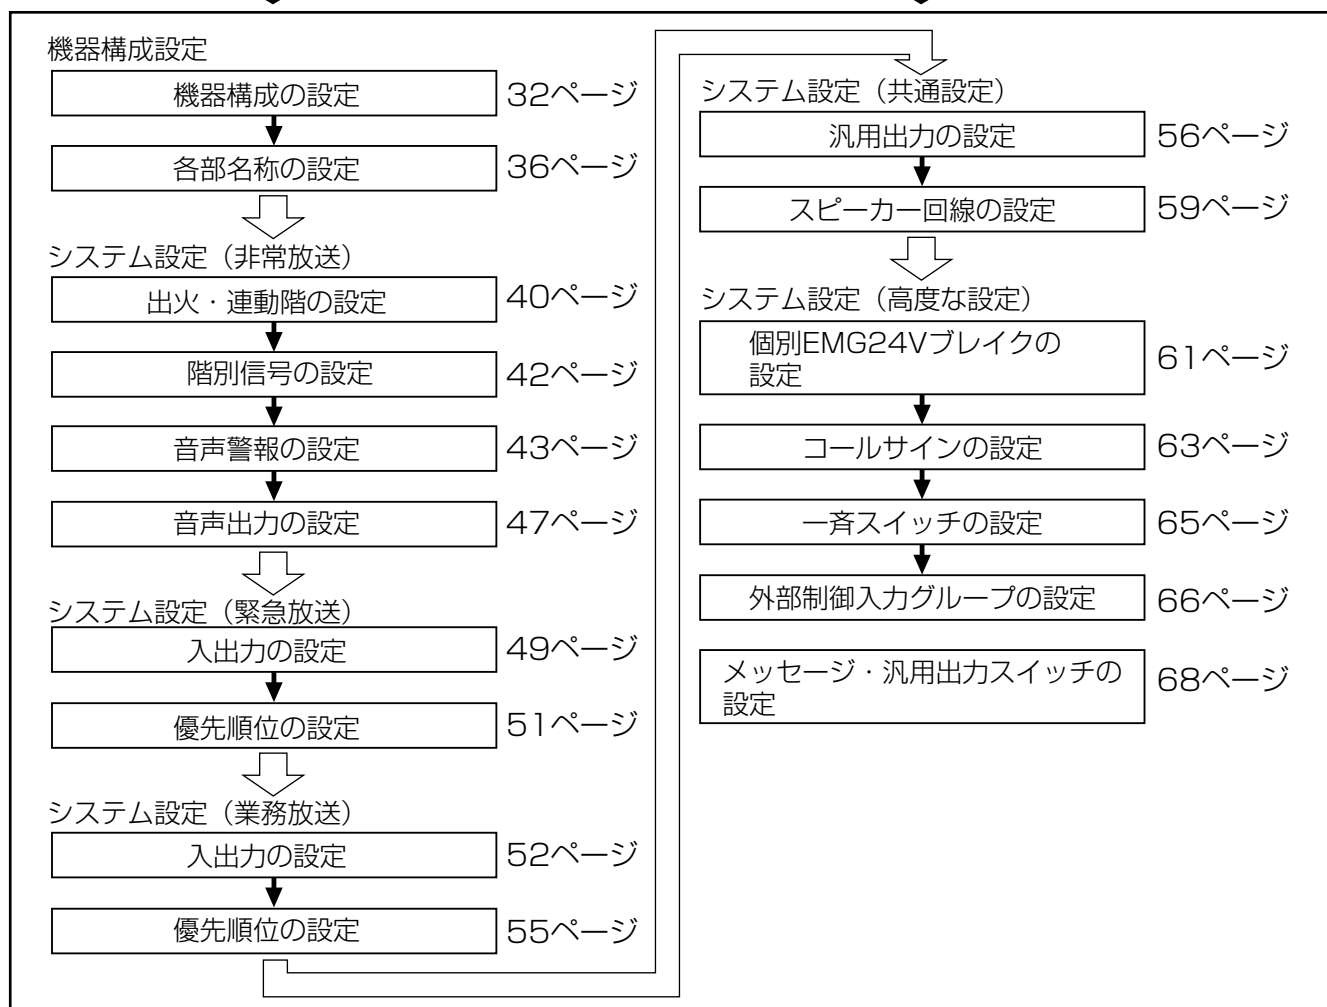 機器構成設定
機器構成の設定 32ページ
各部名称の設定 36ページ
システム設定（非常放送）
出火・連動階の設定 40ページ
階別信号の設定 42ページ
音声警報の設定 43ページ
音声出力の設定 47ページ
システム設定（緊急放送）
入出力の設定 49ページ
優先順位の設定 51ページ
システム設定（業務放送）
入出力の設定 52ページ
優先順位の設定 55ページ
システム設定（共通設定）
汎用出力の設定 56ページ
スピーカー回線の設定 59ページ
システム設定（高度な設定）
個別EMG24Vブレイクの
設定 61ページ
コールサインの設定 63ページ
一斉スイッチの設定 65ページ
外部制御入力グループの設定 66ページ
メッセージ・汎用出力スイッチの
設定 68ページ